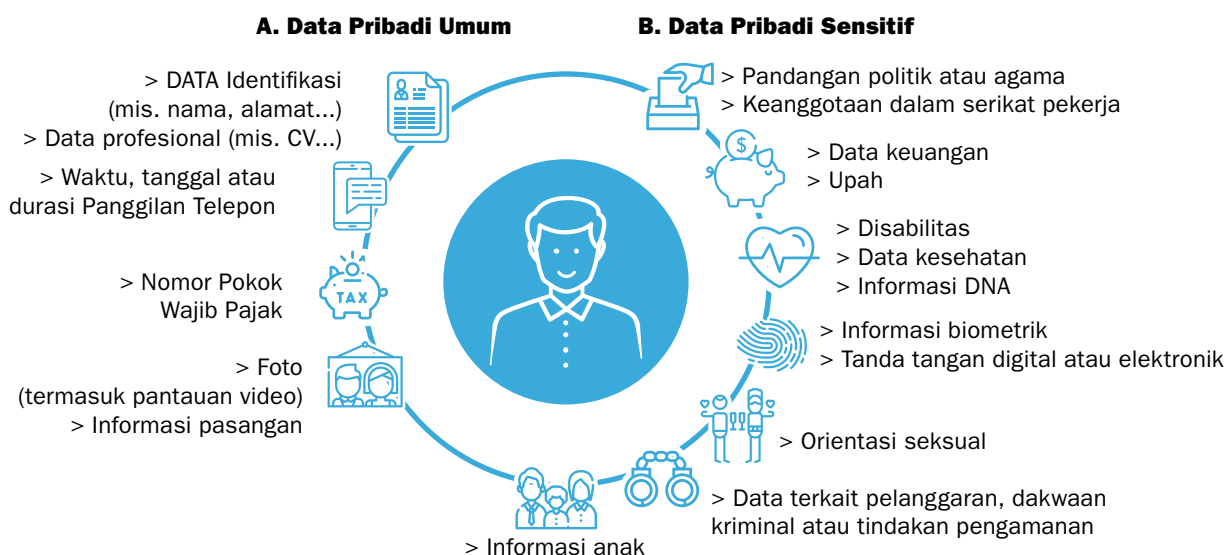 A. Data Pribadi Umum
> DATA Identifikasi
(mis. nama, alamat...)
> Data profesional (mis. CV...)
> Waktu, tanggal atau
durasi Panggilan Telepon
> Nomor Pokok
Wajib Pajak
TAX
> Foto
(termasuk pantauan video)
> Informasi pasangan
B. Data Pribadi Sensitif
> Pandangan politik atau agama
> Keanggotaan dalam serikat pekerja
$
> Data keuangan
> Upah
> Disabilitas
> Data kesehatan
> Informasi DNA
> Informasi biometrik
> Tanda tangan digital atau elektronik
> Orientasi seksual
> Data terkait pelanggaran, dakwaan
kriminal atau tindakan pengamanan
> Informasi anak